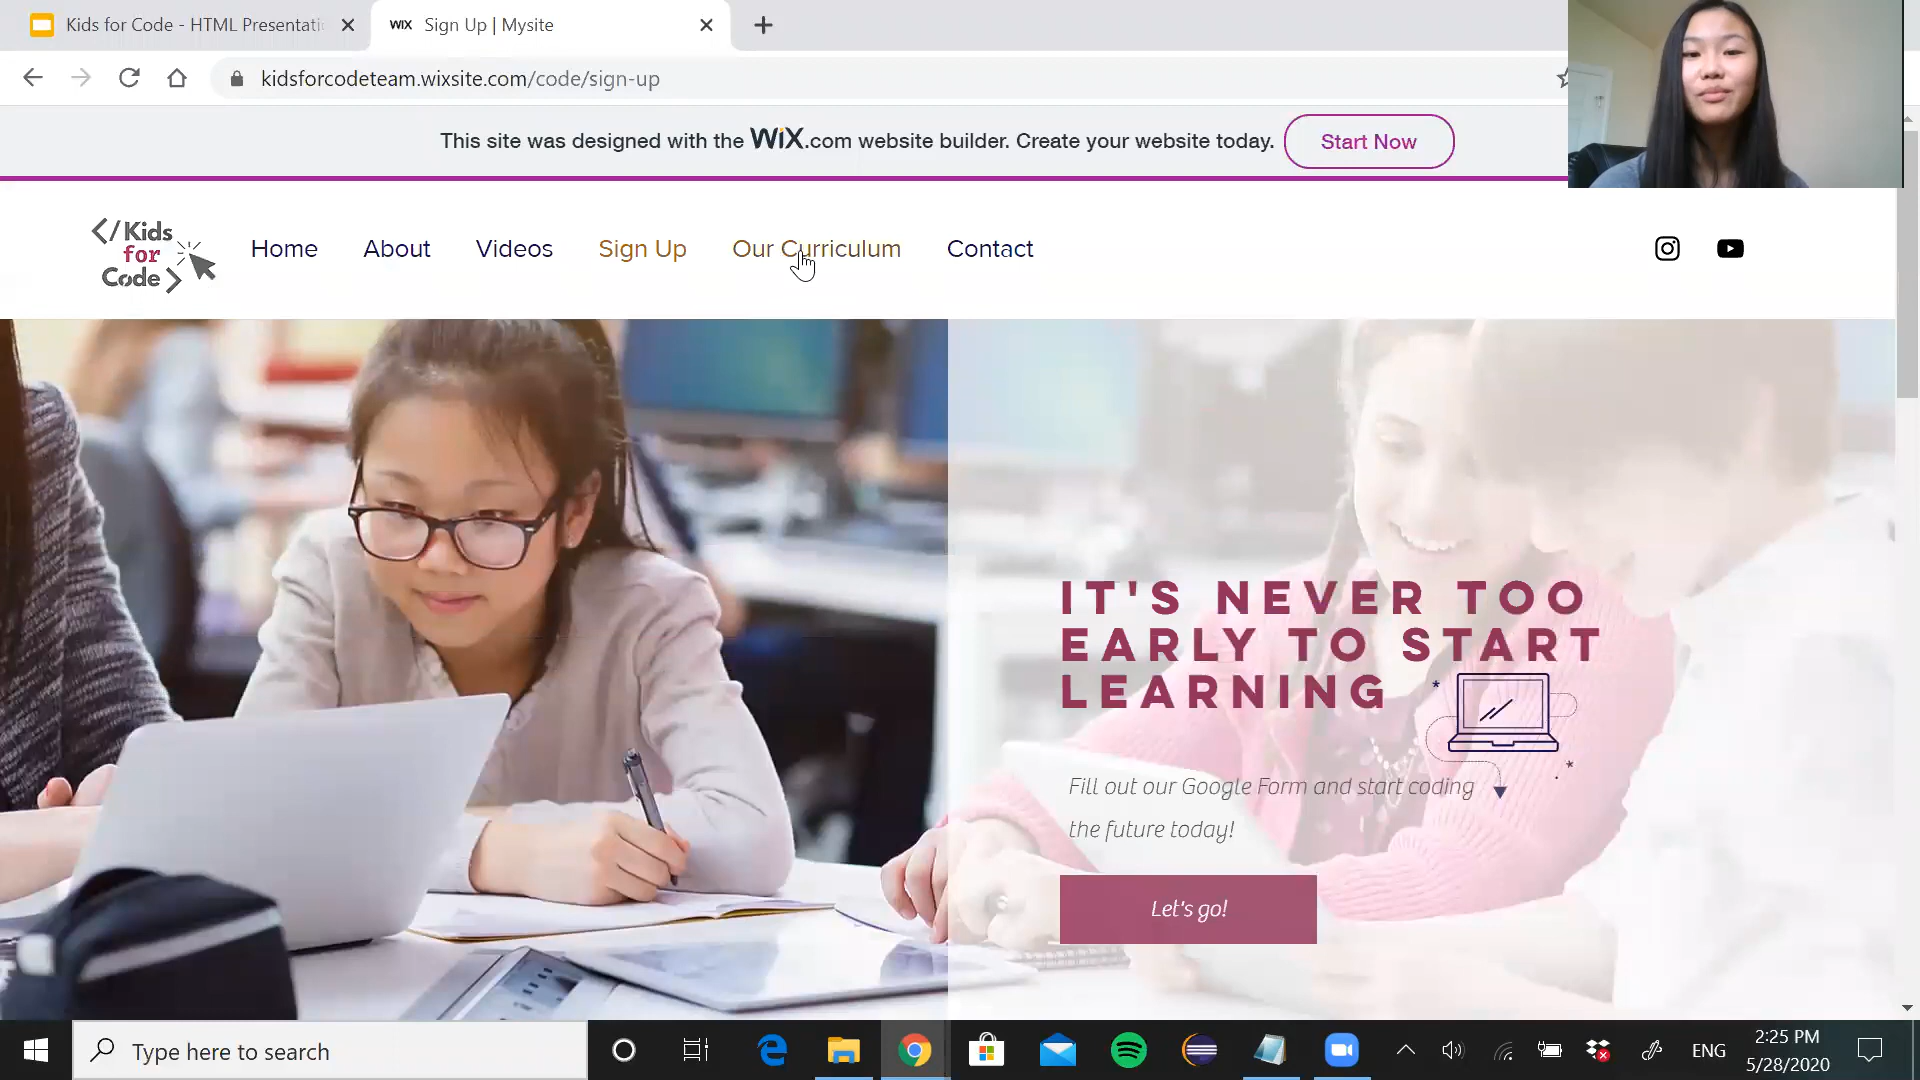 Kids for Code - HTML Presentati
WiX Sign Up | Mysite
kidsforcodeteam.wixsite.com/code/sign-up
This site was designed with the WiX.com website builder. Create your website today. Start Now
</Kids
for
Code>
Home About Videos Sign Up Our Curriculum Contact
IT'S NEVER TOO
EARLY TO START
LEARNING
Fill out our Google Form and start coding
the future today!
Let's go!
Type here to search
ENG
2:25 PM
5/28/2020